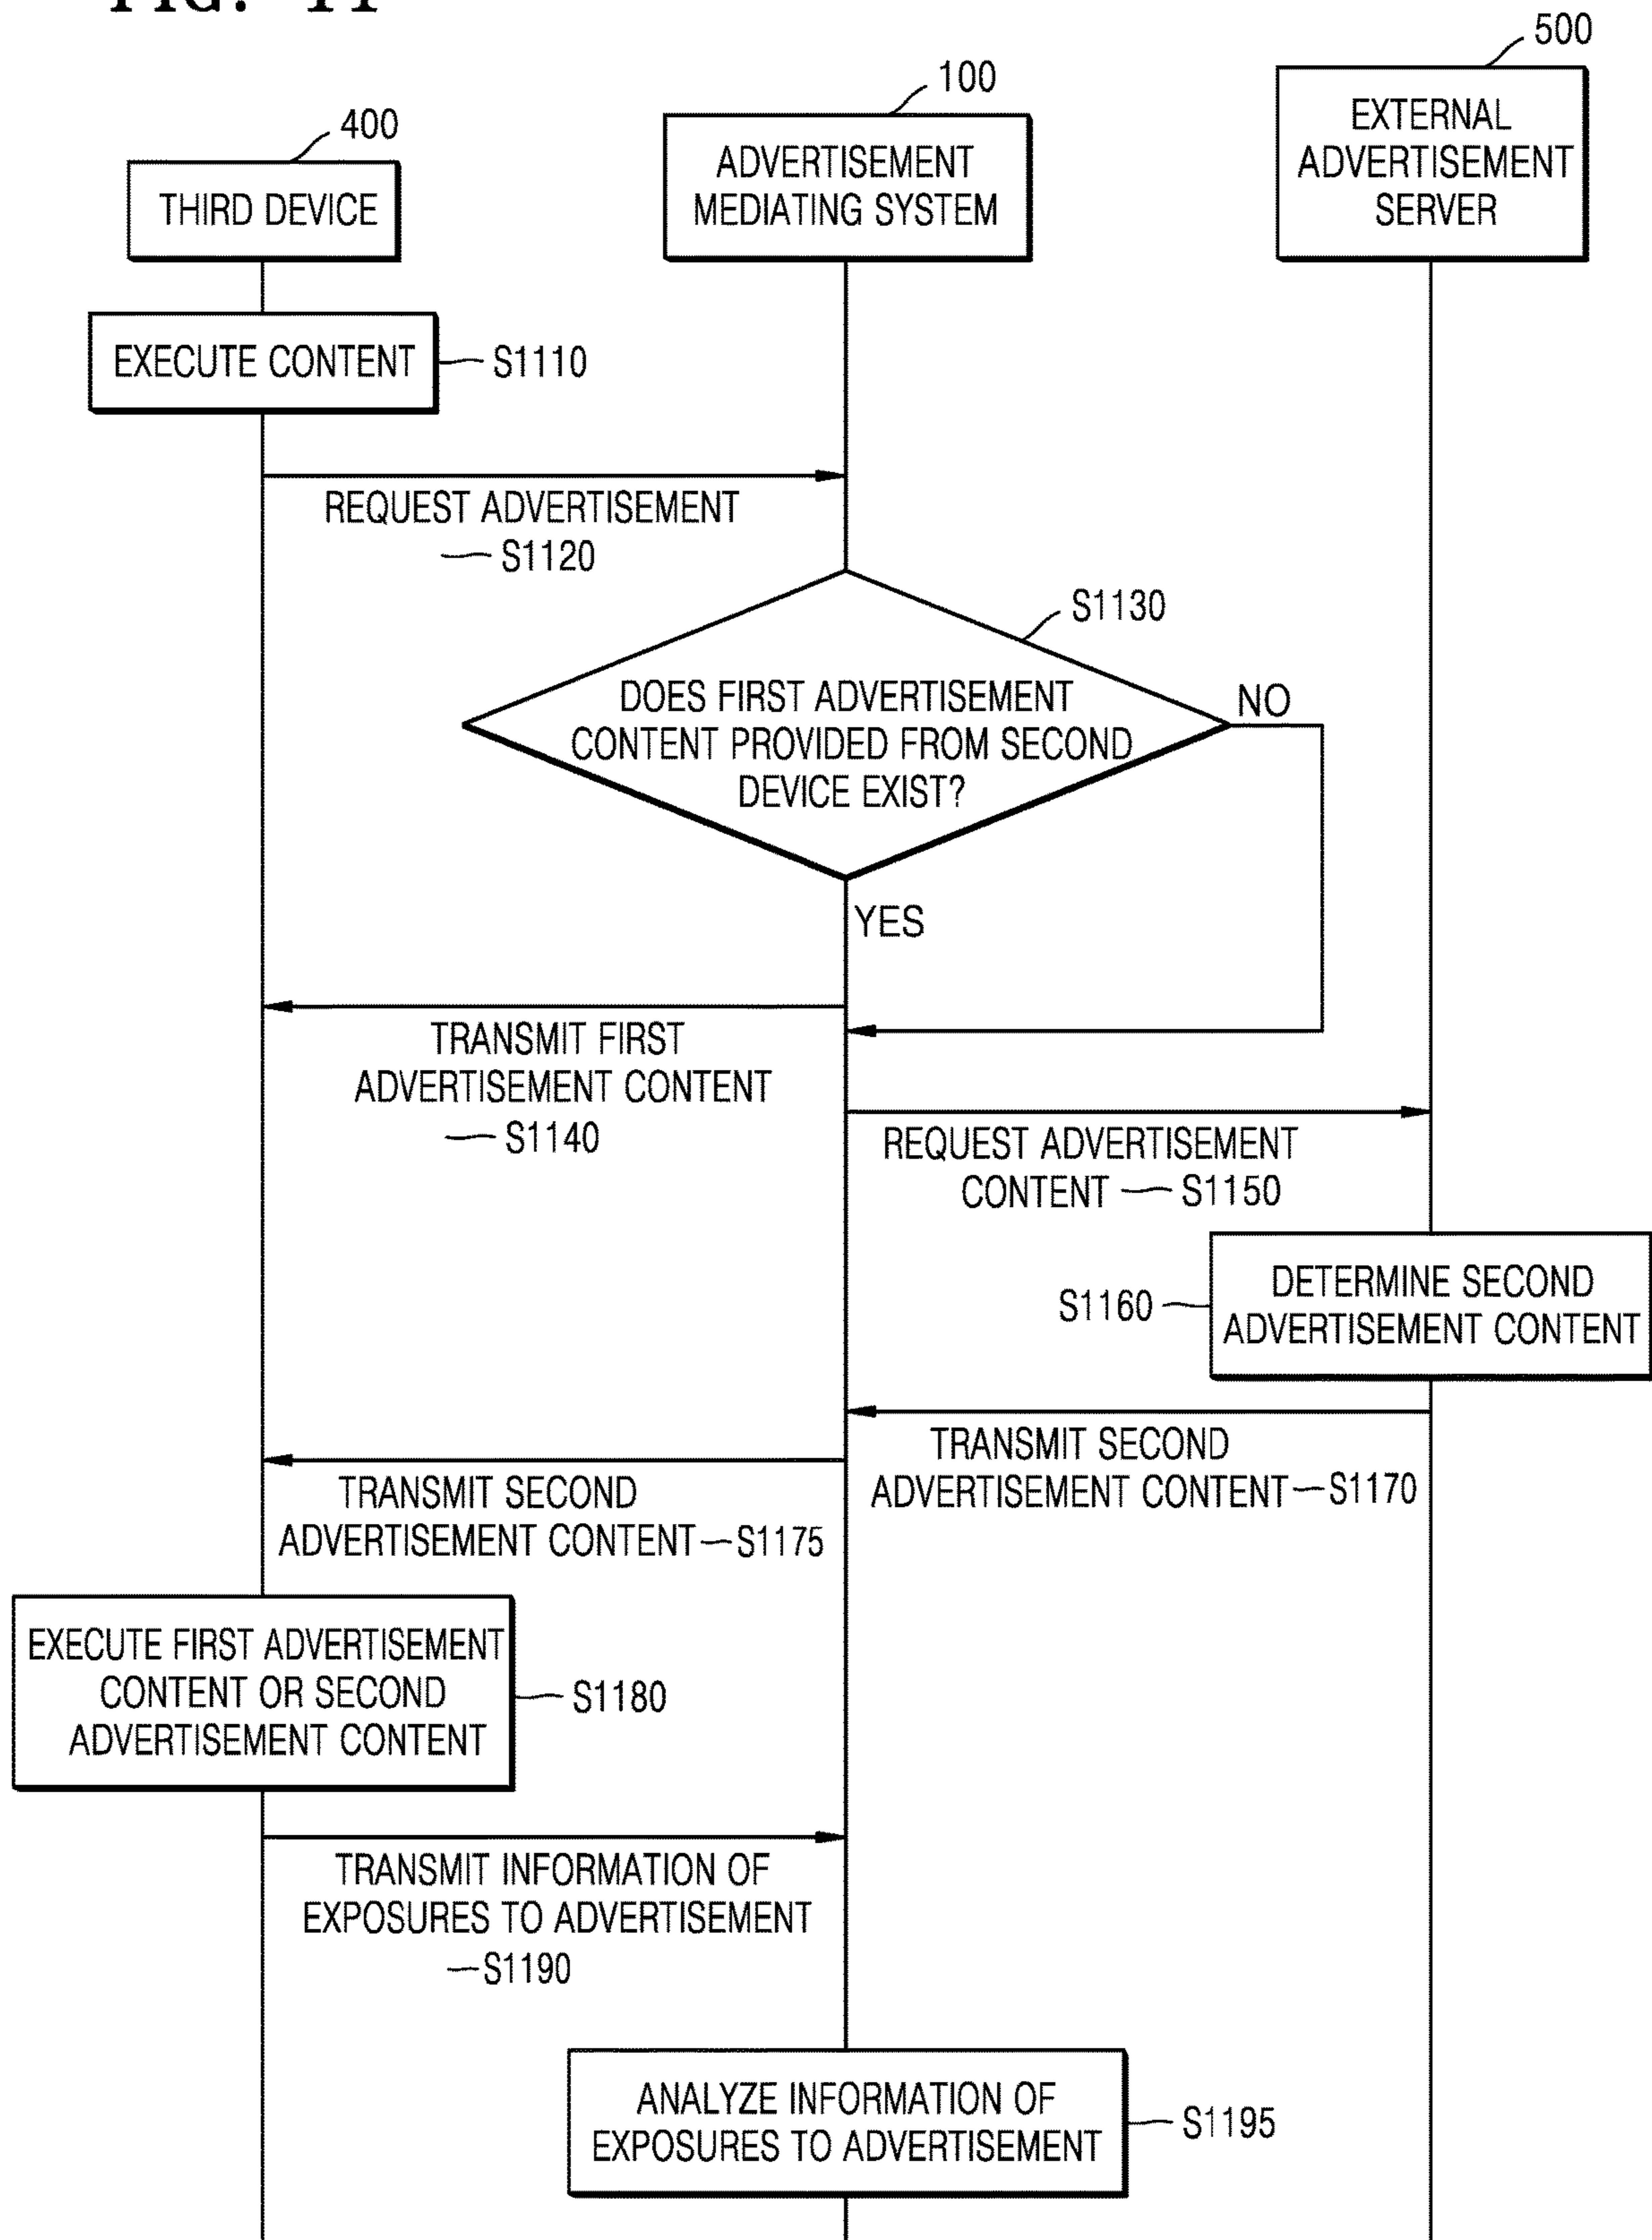 FIG. 11
500
100
400
EXTERNAL
ADVERTISEMENT
SERVER
ADVERTISEMENT
MEDIATING SYSTEM
THIRD DEVICE
EXECUTE CONTENT
S1110
REQUEST ADVERTISEMENT
S1120
S1130
DOES FIRST ADVERTISEMENT
CONTENT PROVIDED FROM SECOND
DEVICE EXIST?
NO
YES
TRANSMIT FIRST
ADVERTISEMENT CONTENT
S1140
REQUEST ADVERTISEMENT
CONTENT S1150
DETERMINE SECOND
ADVERTISEMENT CONTENT
S1160
TRANSMIT SECOND
ADVERTISEMENT CONTENT S1170
TRANSMIT SECOND
ADVERTISEMENT CONTENT S1175
EXECUTE FIRST ADVERTISEMENT
CONTENT OR SECOND
ADVERTISEMENT CONTENT
S1180
TRANSMIT INFORMATION OF
EXPOSURES TO ADVERTISEMENT
S1190
ANALYZE INFORMATION OF
EXPOSURES TO ADVERTISEMENT
S1195